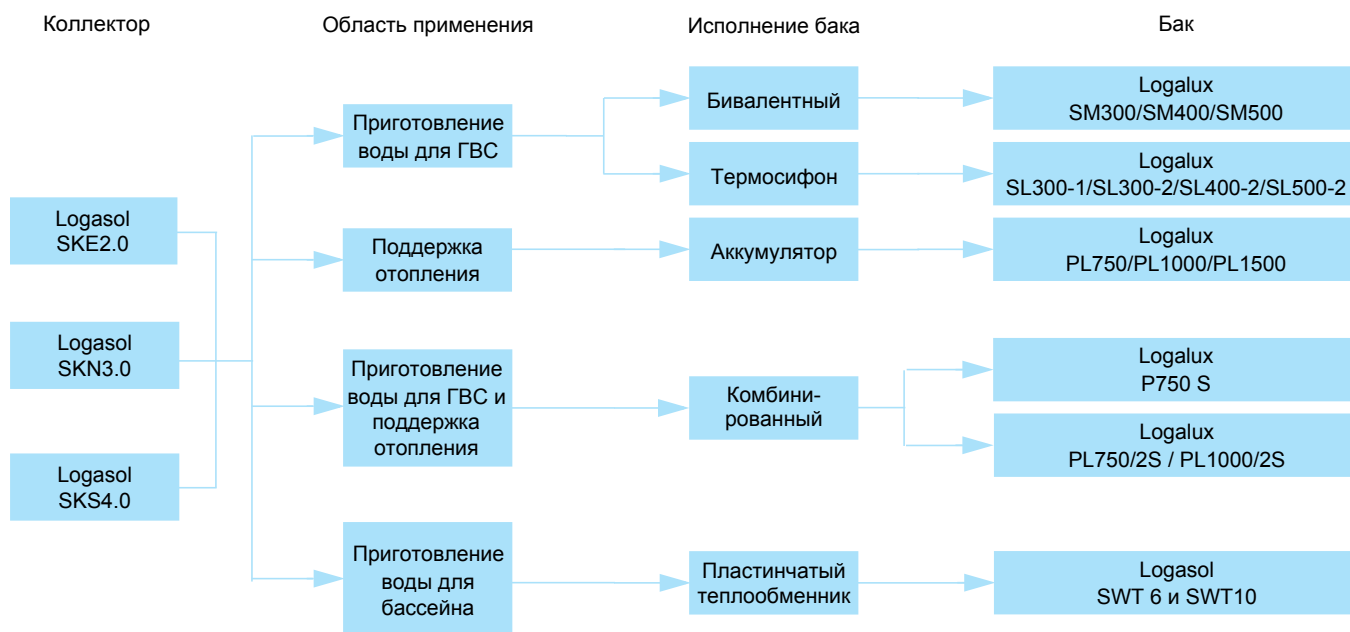 Коллектор
Область применения
Исполнение бака
Бак
Logasol
SKE2.0
Logasol
SKN3.0
Logasol
SKS4.0
Приготовление
воды для ГВС
Поддержка
отопления
Приготовление
воды для ГВС и
поддержка
отопления
Приготовление
воды для
бассейна
Бивалентный
Термосифон
Аккумулятор
Комбини-
рованный
Пластинчатый
теплообменник
Logalux
SM300/SM400/SM500
Logalux
SL300-1/SL300-2/SL400-2/SL500-2
Logalux
PL750/PL1000/PL1500
Logalux
P750 S
Logalux
PL750/2S / PL1000/2S
Logasol
SWT 6 и SWT10